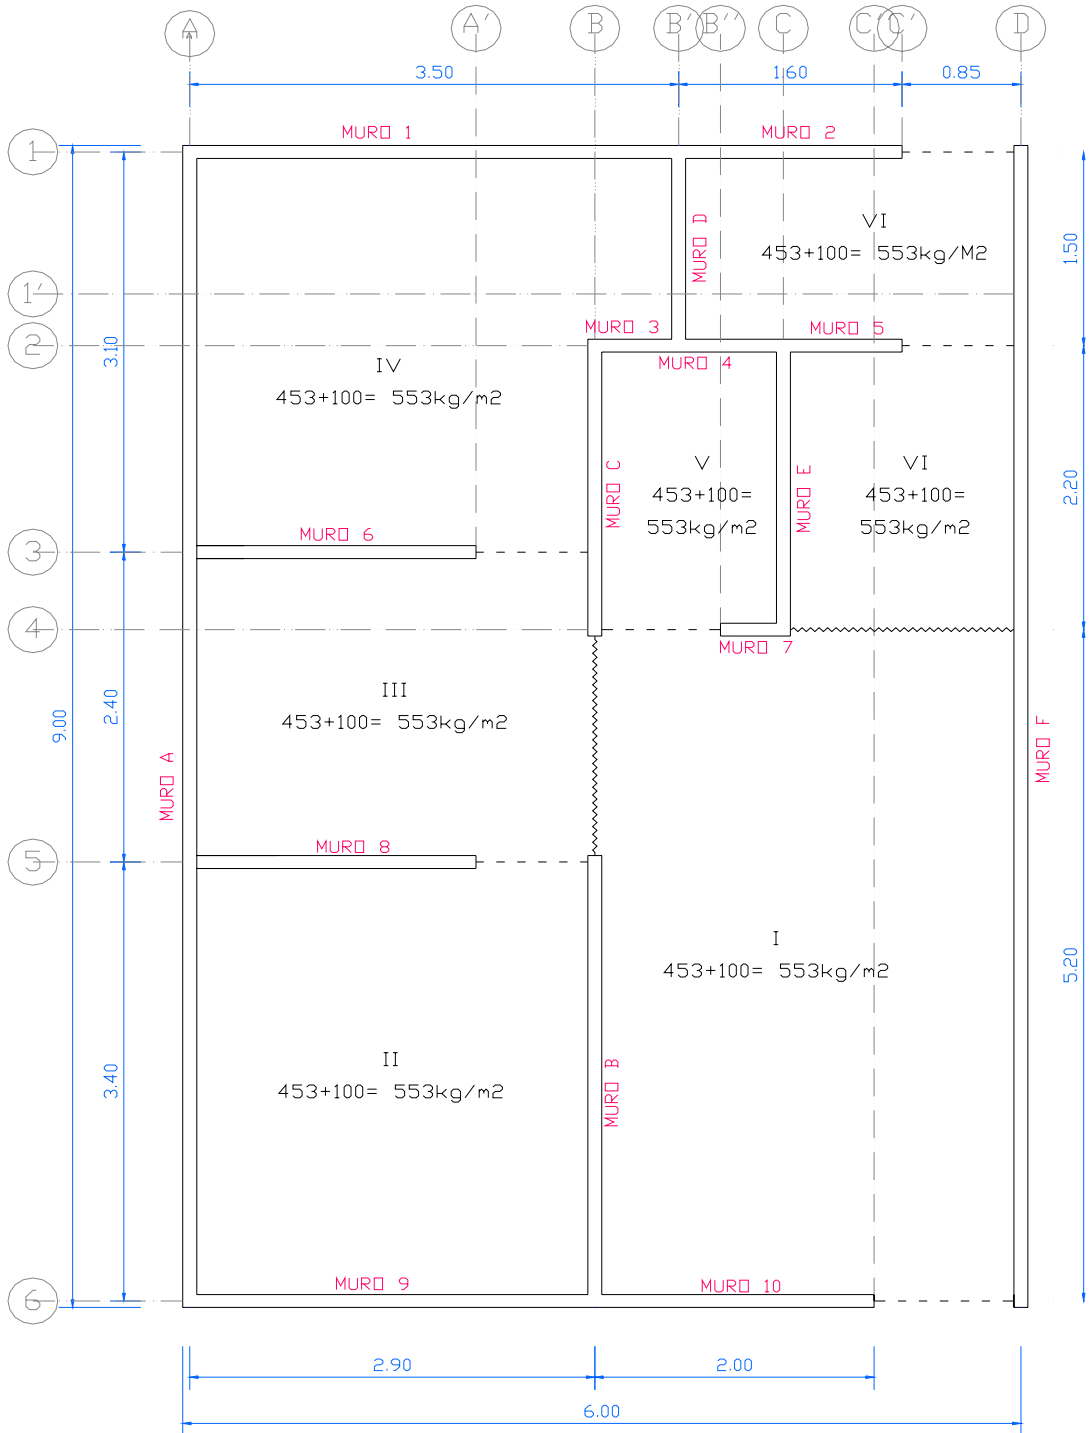 A
A'
B
B'
B''
C
C''
C'
D
3.50
1.60
0.85
MURO 1
MURO 2
1
VI
453+100= 553kg/M2
MURO D
1.50
1'
MURO 3
MURO 5
2
3.10
IV
453+100= 553kg/m2
MURO 4
V
453+100=
553kg/m2
MURO C
MURO E
VI
453+100=
553kg/m2
2.20
MURO 6
3
4
MURO 7
III
453+100= 553kg/m2
2.40
9.00
MURO A
MURO F
MURO 8
5
I
453+100= 553kg/m2
5.20
II
453+100= 553kg/m2
3.40
MURO B
MURO 9
MURO 10
6
2.90
2.00
6.00